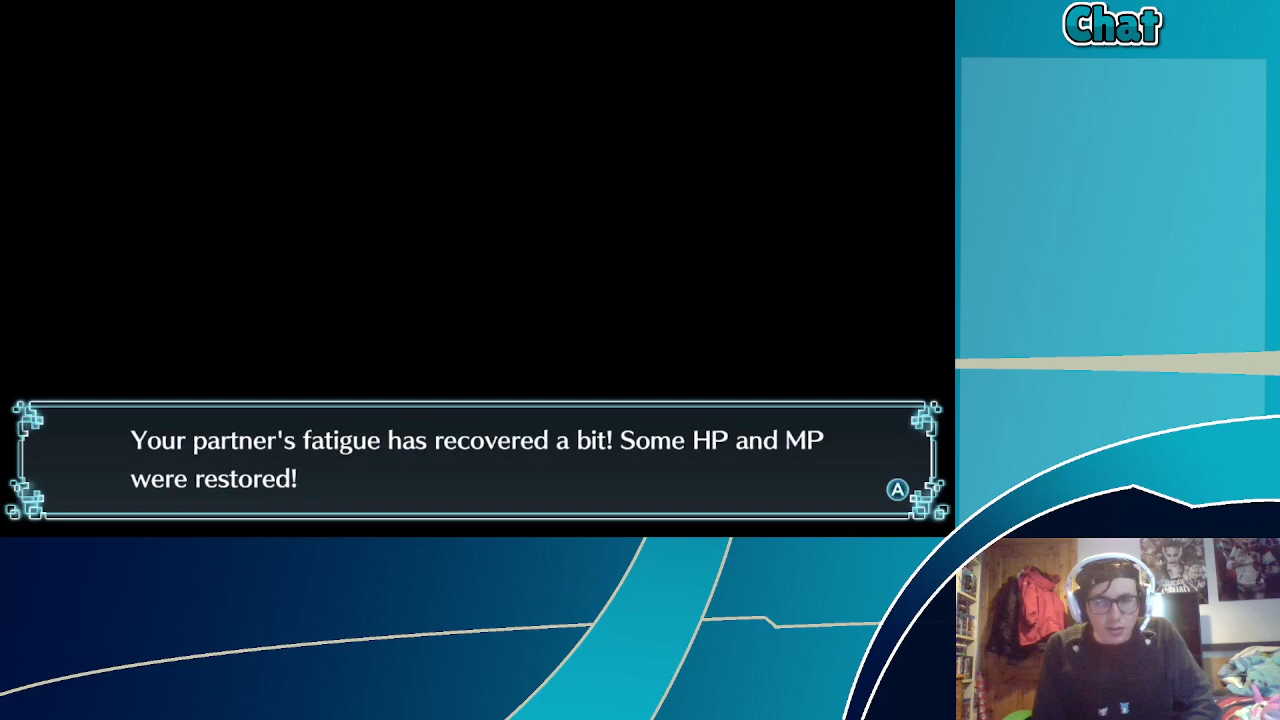 Chat
Your partner's fatigue has recovered a bit! Some HP and MP
were restored!
A